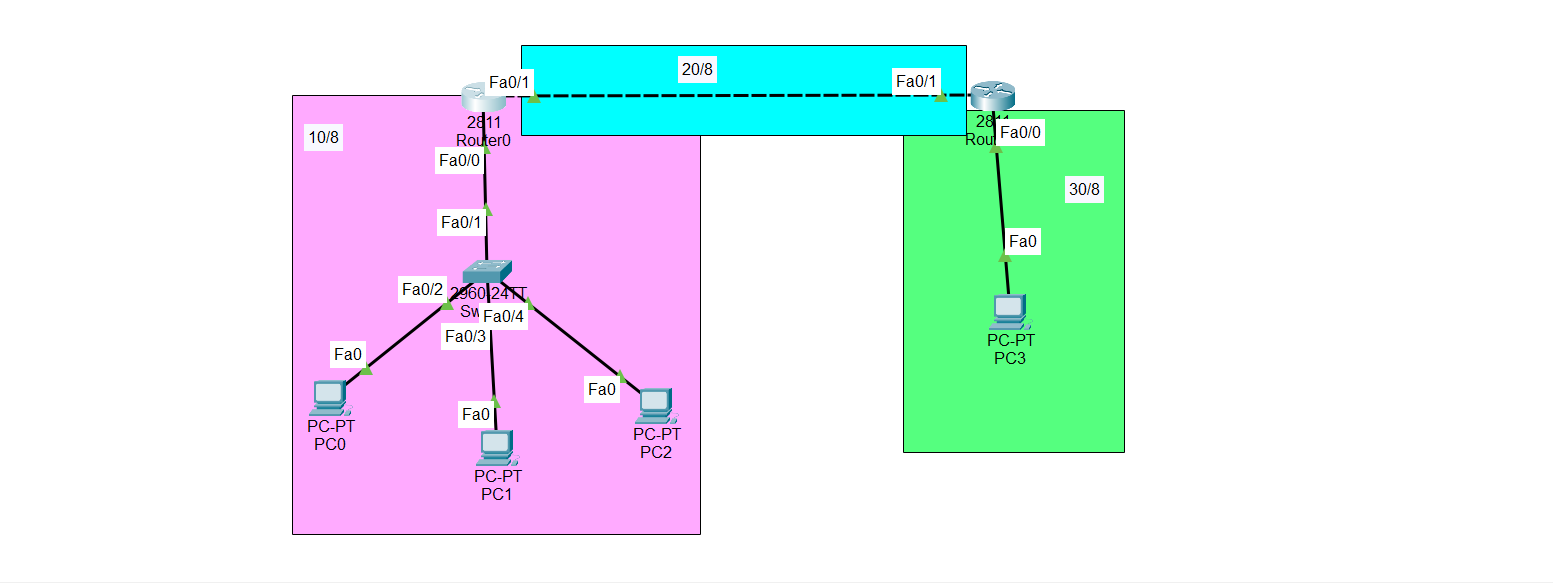 20/8
Fa0/1
Fa0/1
2811
Router0
10/8
Fa0/0
Fa0/0
30/8
Fa0/1
Fa0
Fa0/2
Fa0/4
Fa0/3
Fa0
PC-PT
PC3
Fa0
Fa0
PC-PT
PC0
PC-PT
PC2
PC-PT
PC1